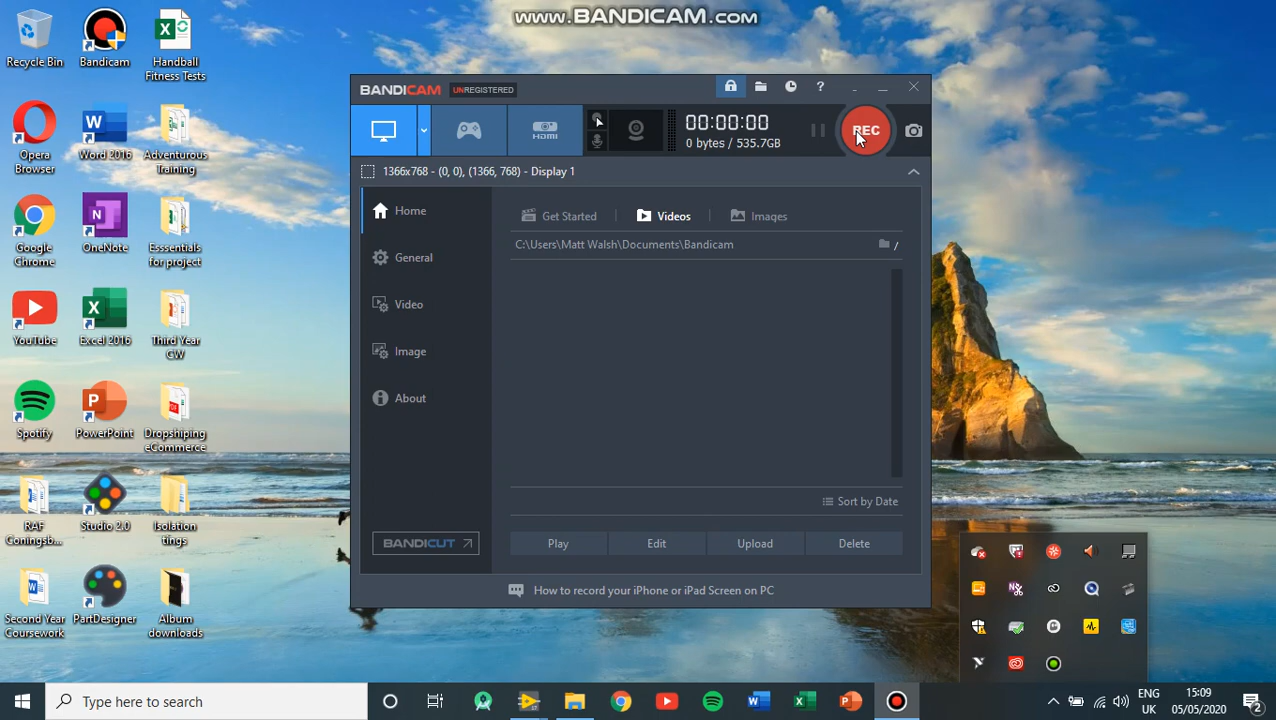 www.BANDICAM.com
Recycle Bin
Bandicam
Handball
Fitness Tests
Opera
Browser
Word 2016
Adventurous
Training
Google
Chrome
OneNote
Esssentials
for project
YouTube
Excel 2016
Third Year
CW
Spotify
PowerPoint
Dropshiping
eCommerce
RAF
Coningsb...
Studio 2.0
Isolation
tings
Second Year
Coursework
PartDesigner
Album
downloads
BANDICAM UNREGISTERED
?
HDMI
00:00:00
0 bytes / 535.7GB
REC
1366x768 - (0, 0), (1366, 768) - Display 1
Home
General
Video
Image
About
BANDICUT
Get Started
Videos
Images
C:\Users\Matt Walsh\Documents\Bandicam
/
Sort by Date
Play
Edit
Upload
Delete
How to record your iPhone or iPad Screen on PC
Type here to search
ENG
UK
15:09
05/05/2020
2